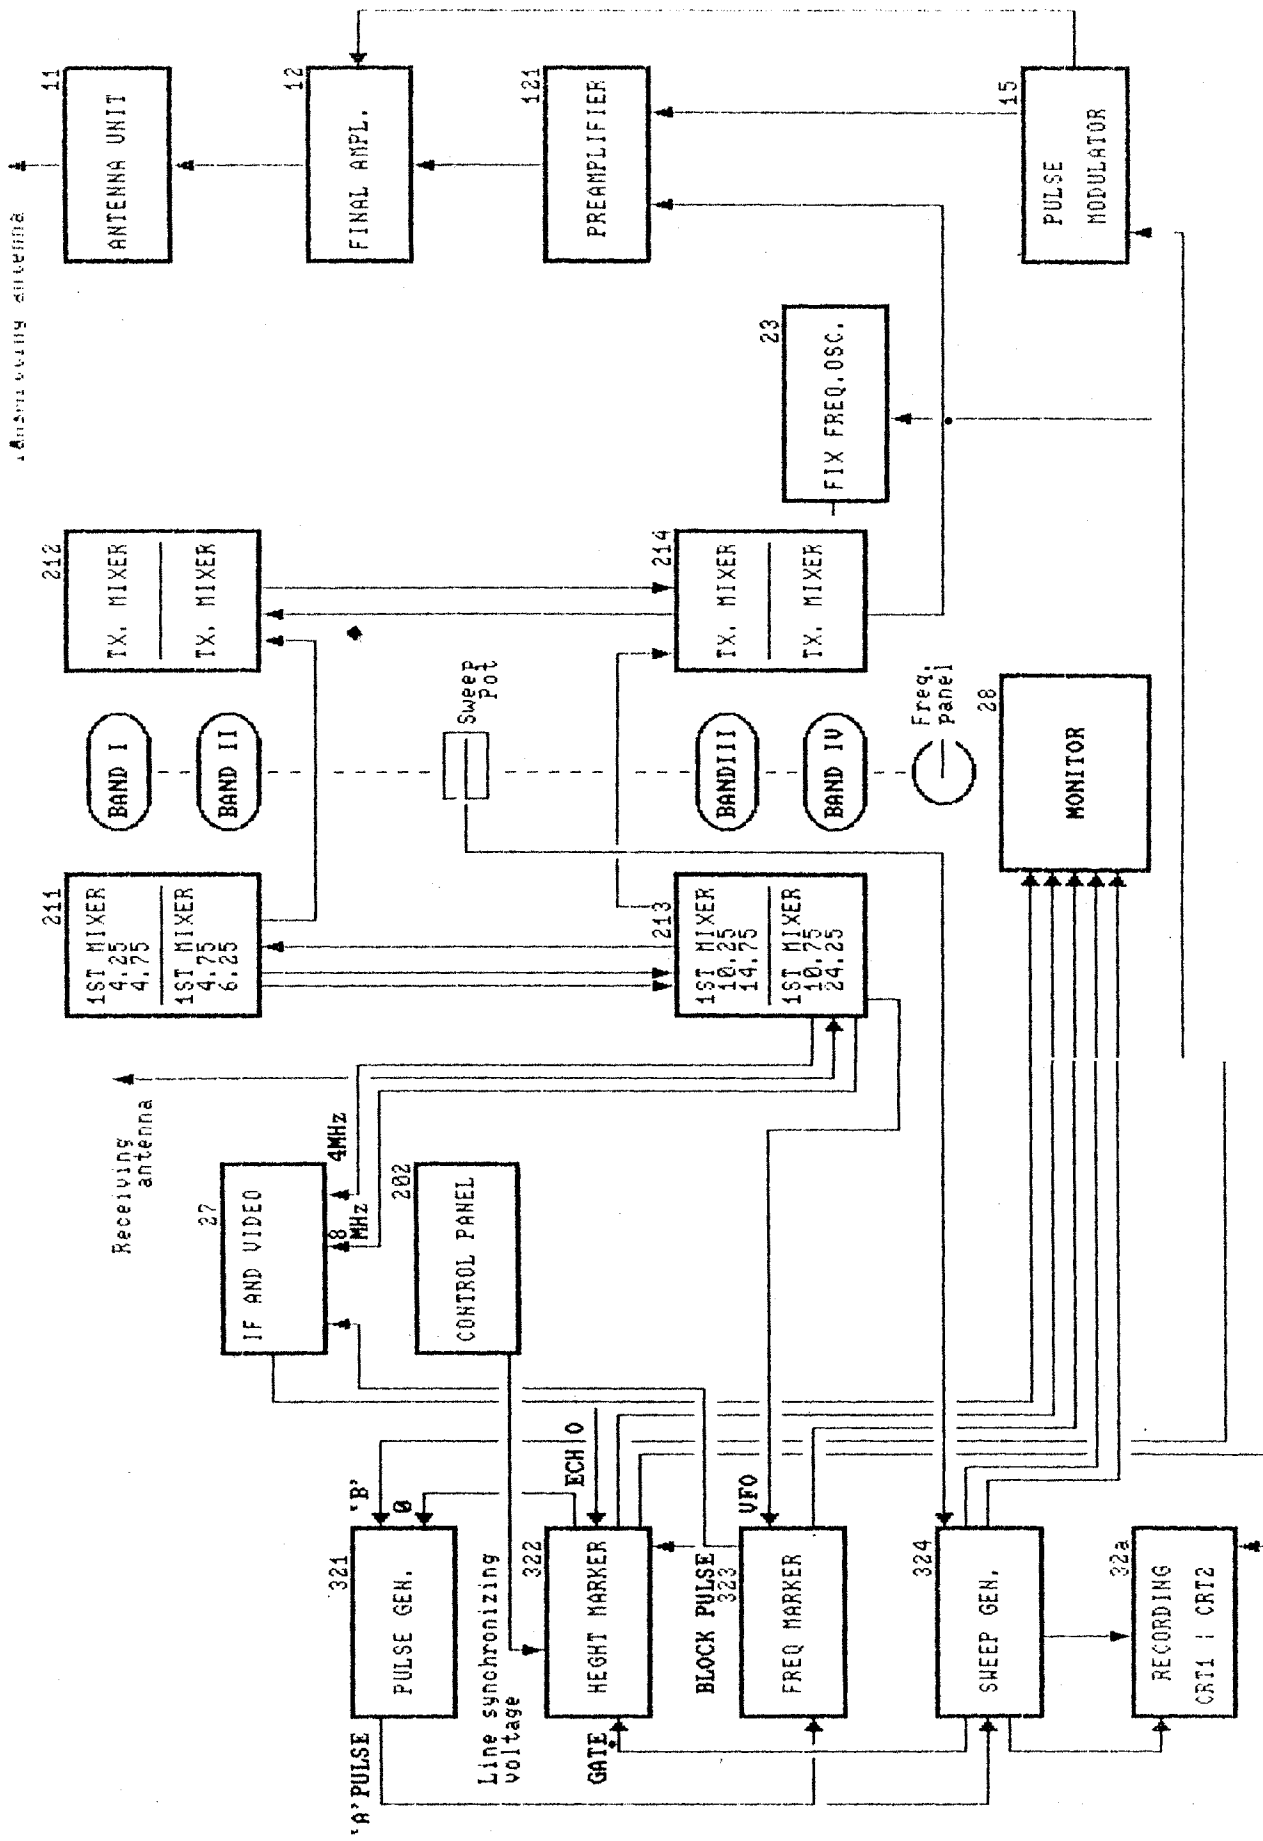 Transmitting antenna
211
1ST MIXER
4.25
4.75
1ST MIXER
4.75
6.25
BAND I
BAND II
212
TX. MIXER
TX. MIXER
11
ANTENNA UNIT
Receiving
antenna
27
IF AND VIDEO
4MHz
8
MHz
12
FINAL AMPL.
'A'PULSE
321
PULSE GEN.
'B'
0
202
CONTROL PANEL
Sweep
Pot
121
PREAMPLIFIER
Line synchronizing
voltage
322
HEGHT MARKER
GATE
ECHO
213
1ST MIXER
10.25
14.75
1ST MIXER
10.75
24.25
BANDIII
BAND IV
214
TX. MIXER
TX. MIXER
23
FIX FREQ.OSC.
BLOCK PULSE
323
FREQ MARKER
VFO
Freq.
Panel
324
SWEEP GEN.
28
MONITOR
15
PULSE
MODULATOR
32a
RECORDING
CRT1 | CRT2